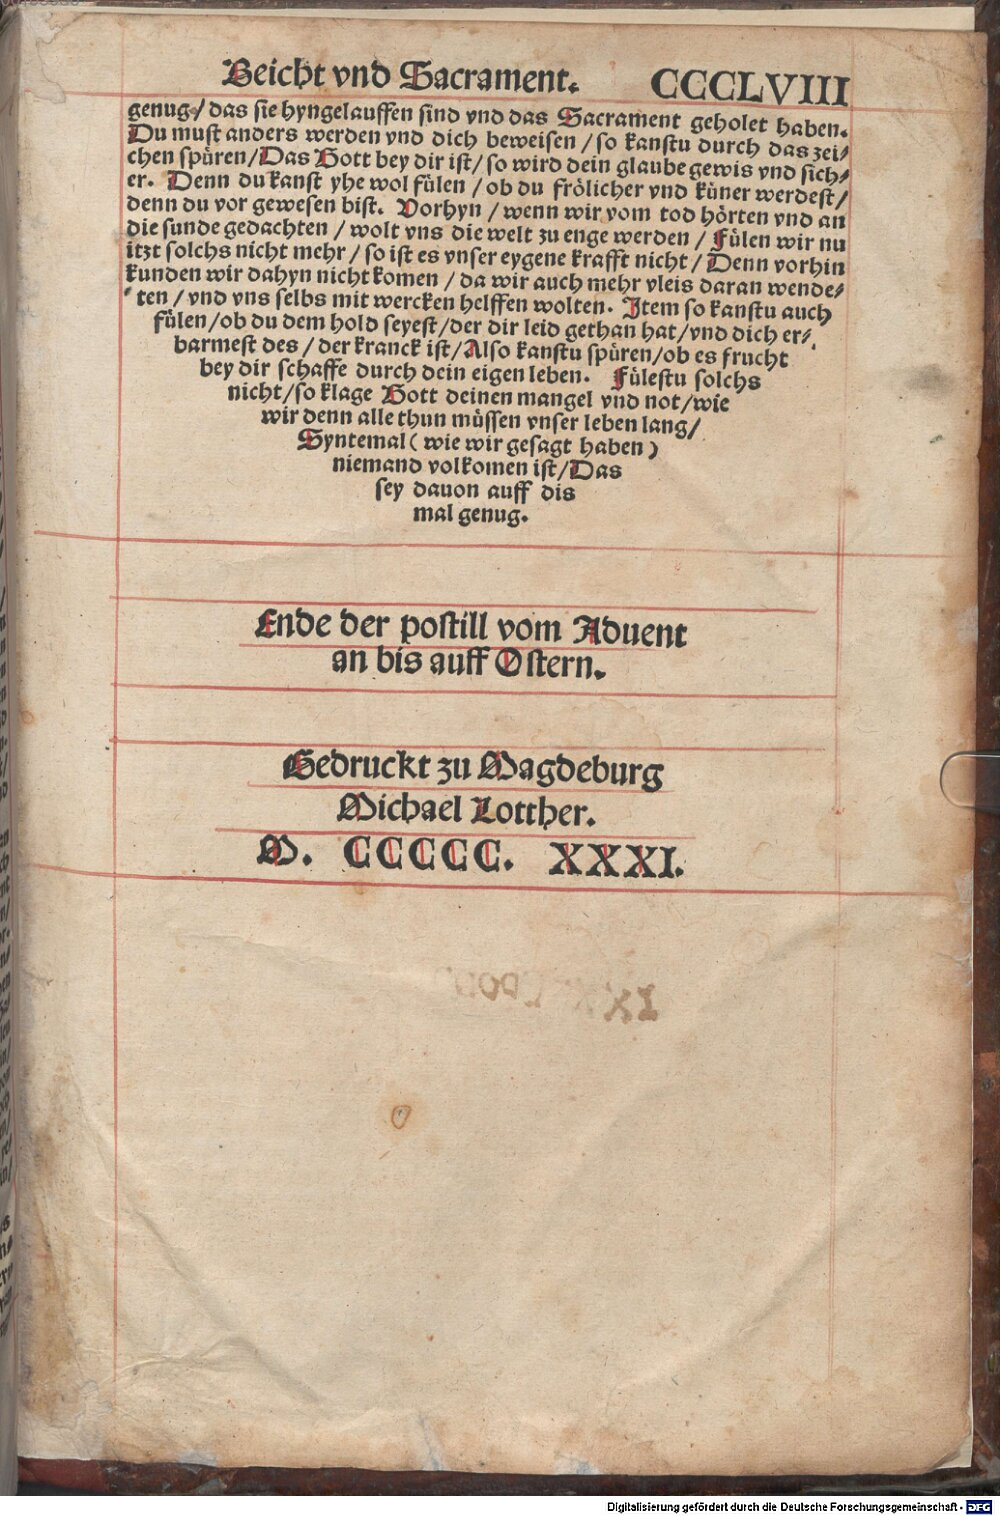 Beicht vnd Sacrament. CCCLVIII
genug/ das sie hyngelauffen sind vnd das Sacrament geholet haben.
Du must anders werden vnd dich beweisen/ so kanstu durch das zei/
chen spüren/ Das Gott bey dir ist/ so wird dein glaube gewis vnd sich/
er. Denn du kanst yhe wol fülen/ ob du frölicher vnd küner werdest/
denn du vor gewesen bist. Vorhyn/ wenn wir vom tod hörten vnd an
die sunde gedachten/ wolt vns die welt zu enge werden/ Fülen wir nu
itzt solchs nicht mehr/ so ist es vnser eygene krafft nicht/ Denn vorhin
kunden wir dahyn nicht komen/ da wir auch mehr vleis daran wende/
ten/ vnd vns selbs mit wercken helffen wolten. Item so kanstu auch
fülen/ ob du dem hold seyest/ der dir leid gethan hat/ vnd dich er/
barmest des/ der kranck ist/ Also kanstu spüren/ ob es frucht
bey dir schaffe durch dein eigen leben. Fülestu solchs
nicht/ so klage Gott deinen mangel vnd not/ wie
wir denn alle thun müssen vnser leben lang/
Syntemal (wie wir gesagt haben)
niemand volkomen ist/ Das
sey dauon auff dis
mal genug.
Ende der postill vom Aduent
an bis auff Ostern.
Gedruckt zu Magdeburg
Michael Lotther.
M. CCCCC. XXXI.
Digitalisierung gefördert durch die Deutsche Forschungsgemeinschaft - DFG